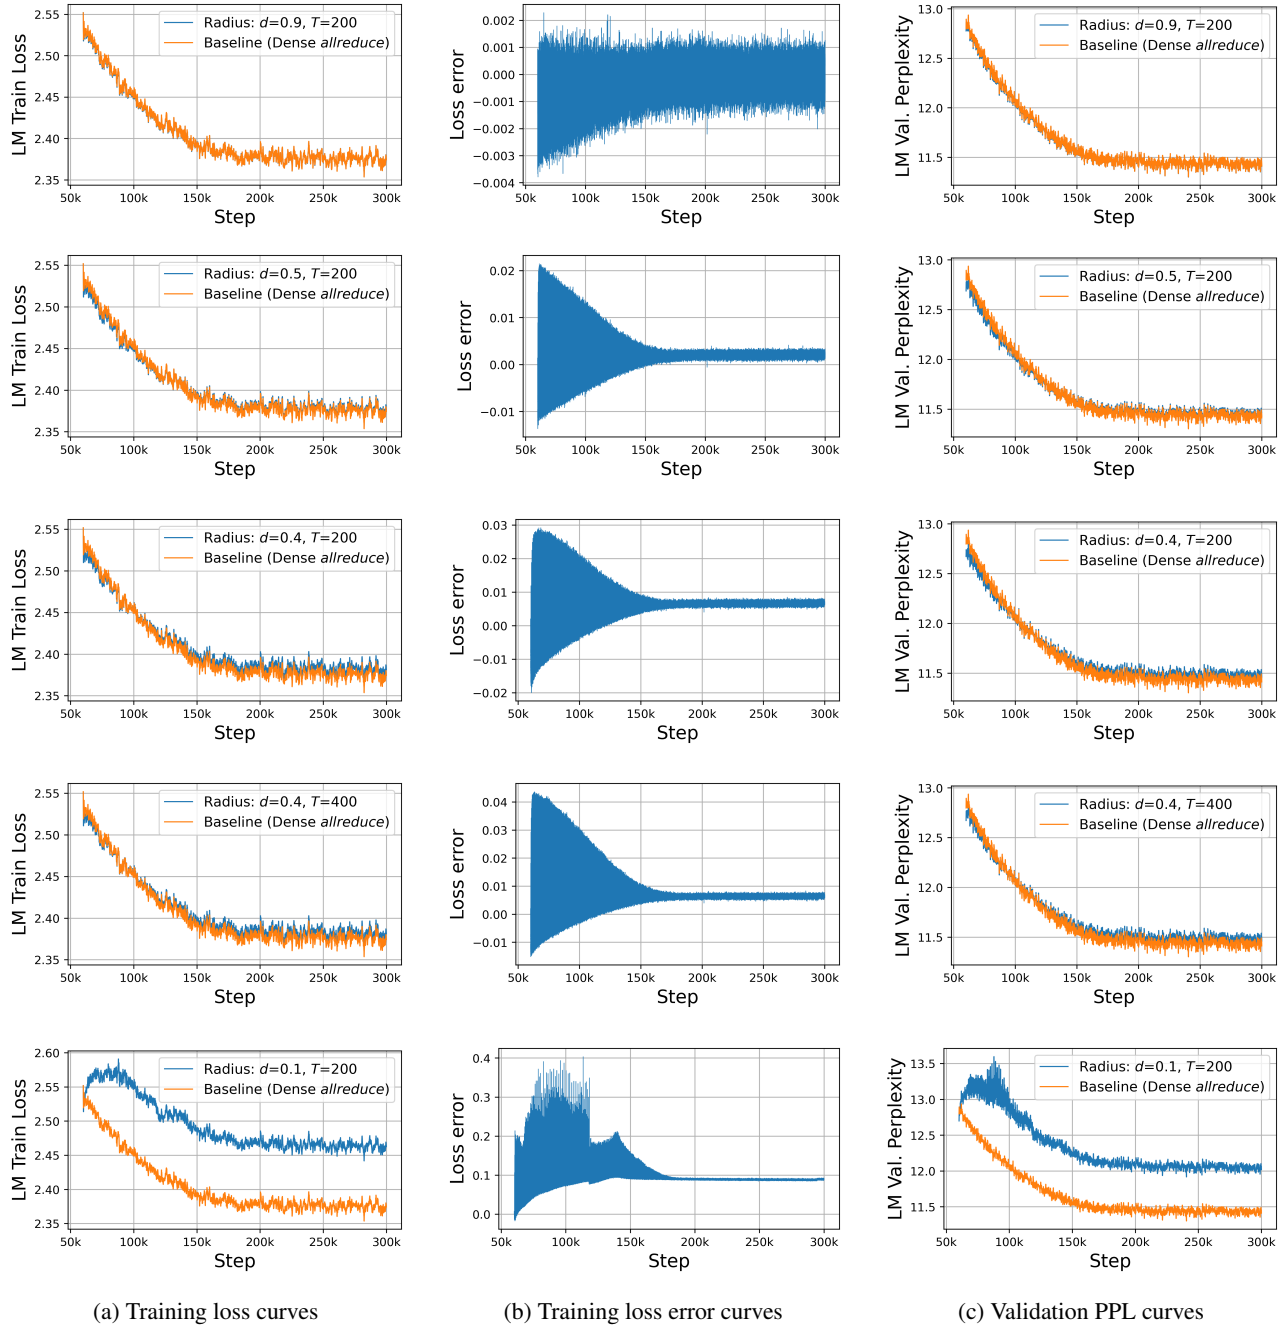 2.55
2.50
2.45
2.40
2.35
50k 100k 150k 200k 250k 300k
Step
LM Train Loss
Radius: d=0.9, T=200
Baseline (Dense allreduce)
0.002
0.001
0.000
−0.001
−0.002
−0.003
−0.004
50k 100k 150k 200k 250k 300k
Step
Loss error
13.0
12.5
12.0
11.5
50k 100k 150k 200k 250k 300k
Step
LM Val. Perplexity
Radius: d=0.9, T=200
Baseline (Dense allreduce)
2.55
2.50
2.45
2.40
2.35
50k 100k 150k 200k 250k 300k
Step
LM Train Loss
Radius: d=0.5, T=200
Baseline (Dense allreduce)
0.02
0.01
0.00
−0.01
50k 100k 150k 200k 250k 300k
Step
Loss error
13.0
12.5
12.0
11.5
50k 100k 150k 200k 250k 300k
Step
LM Val. Perplexity
Radius: d=0.5, T=200
Baseline (Dense allreduce)
2.55
2.50
2.45
2.40
2.35
50k 100k 150k 200k 250k 300k
Step
LM Train Loss
Radius: d=0.4, T=200
Baseline (Dense allreduce)
0.03
0.02
0.01
0.00
−0.01
−0.02
50k 100k 150k 200k 250k 300k
Step
Loss error
13.0
12.5
12.0
11.5
50k 100k 150k 200k 250k 300k
Step
LM Val. Perplexity
Radius: d=0.4, T=200
Baseline (Dense allreduce)
2.55
2.50
2.45
2.40
2.35
50k 100k 150k 200k 250k 300k
Step
LM Train Loss
Radius: d=0.4, T=400
Baseline (Dense allreduce)
0.04
0.03
0.02
0.01
0.00
−0.01
50k 100k 150k 200k 250k 300k
Step
Loss error
13.0
12.5
12.0
11.5
50k 100k 150k 200k 250k 300k
Step
LM Val. Perplexity
Radius: d=0.4, T=400
Baseline (Dense allreduce)
2.60
2.55
2.50
2.45
2.40
2.35
50k 100k 150k 200k 250k 300k
Step
LM Train Loss
Radius: d=0.1, T=200
Baseline (Dense allreduce)
0.4
0.3
0.2
0.1
0.0
50k 100k 150k 200k 250k 300k
Step
Loss error
13.5
13.0
12.5
12.0
11.5
50k 100k 150k 200k 250k 300k
Step
LM Val. Perplexity
Radius: d=0.1, T=200
Baseline (Dense allreduce)
(a) Training loss curves
(b) Training loss error curves
(c) Validation PPL curves